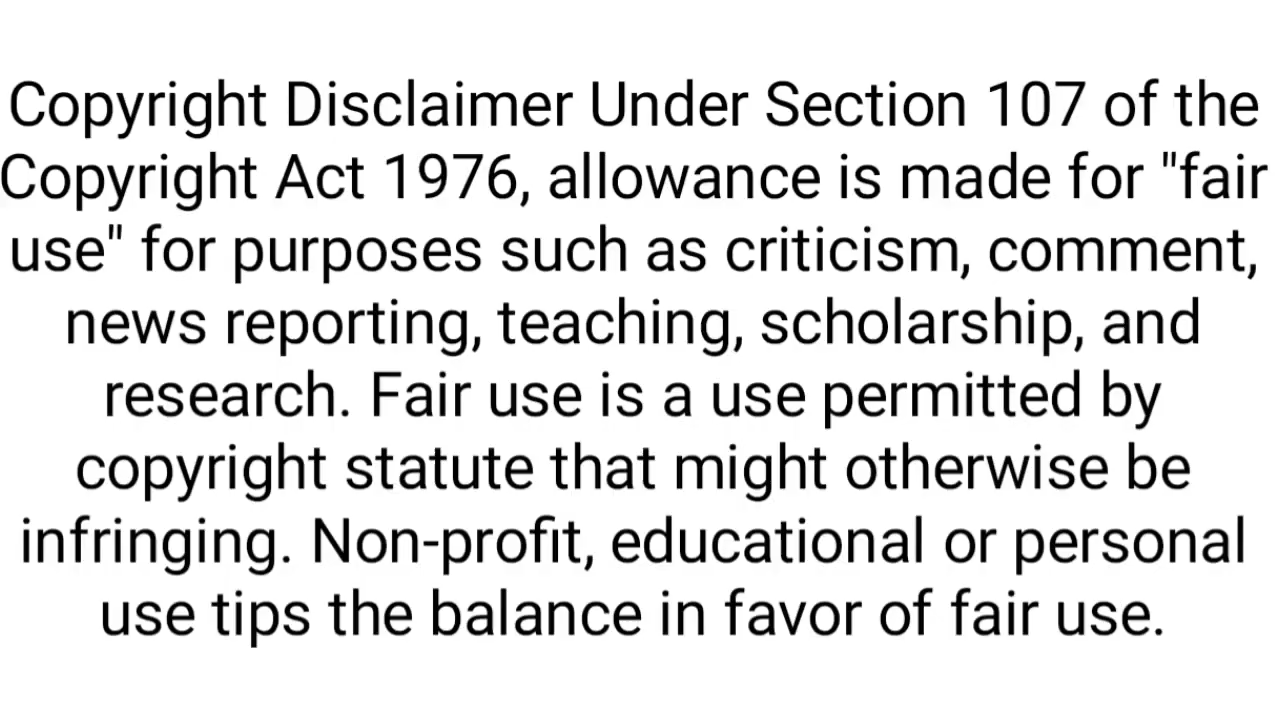 Copyright Disclaimer Under Section 107 of the
Copyright Act 1976, allowance is made for "fair
use" for purposes such as criticism, comment,
news reporting, teaching, scholarship, and
research. Fair use is a use permitted by
copyright statute that might otherwise be
infringing. Non-profit, educational or personal
use tips the balance in favor of fair use.